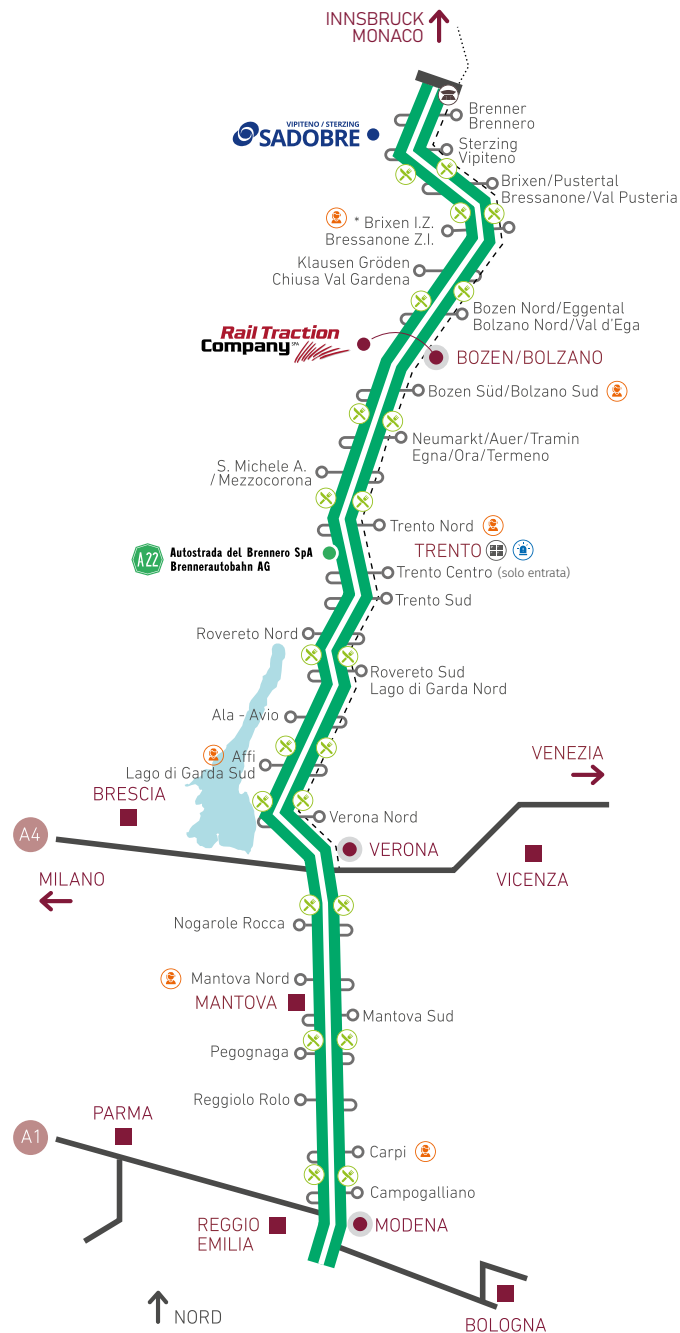 INNSBRUCK
MONACO
Brenner
Brennero
VIPITENO / STERZING
SADOBRE
Sterzing
Vipiteno
Brixen/Pustertal
Bressanone/Val Pusteria
* Brixen I.Z.
Bressanone Z.I.
Klausen Gröden
Chiusa Val Gardena
Bozen Nord/Eggental
Bolzano Nord/Val d'Ega
Rail Traction
Company SPA
BOZEN/BOLZANO
Bozen Süd/Bolzano Sud
Neumarkt/Auer/Tramin
Egna/Ora/Termeno
S. Michele A.
/ Mezzocorona
Trento Nord
TRENTO
A22
Autostrada del Brennero SpA
Brennerautobahn AG
Trento Centro (solo entrata)
Trento Sud
Rovereto Nord
Rovereto Sud
Lago di Garda Nord
Ala - Avio
Affi
Lago di Garda Sud
VENEZIA
BRESCIA
Verona Nord
A4
VERONA
MILANO
VICENZA
Nogarole Rocca
Mantova Nord
MANTOVA
Mantova Sud
Pegognaga
Reggiolo Rolo
PARMA
A1
Carpi
Campogalliano
REGGIO
EMILIA
MODENA
NORD
BOLOGNA